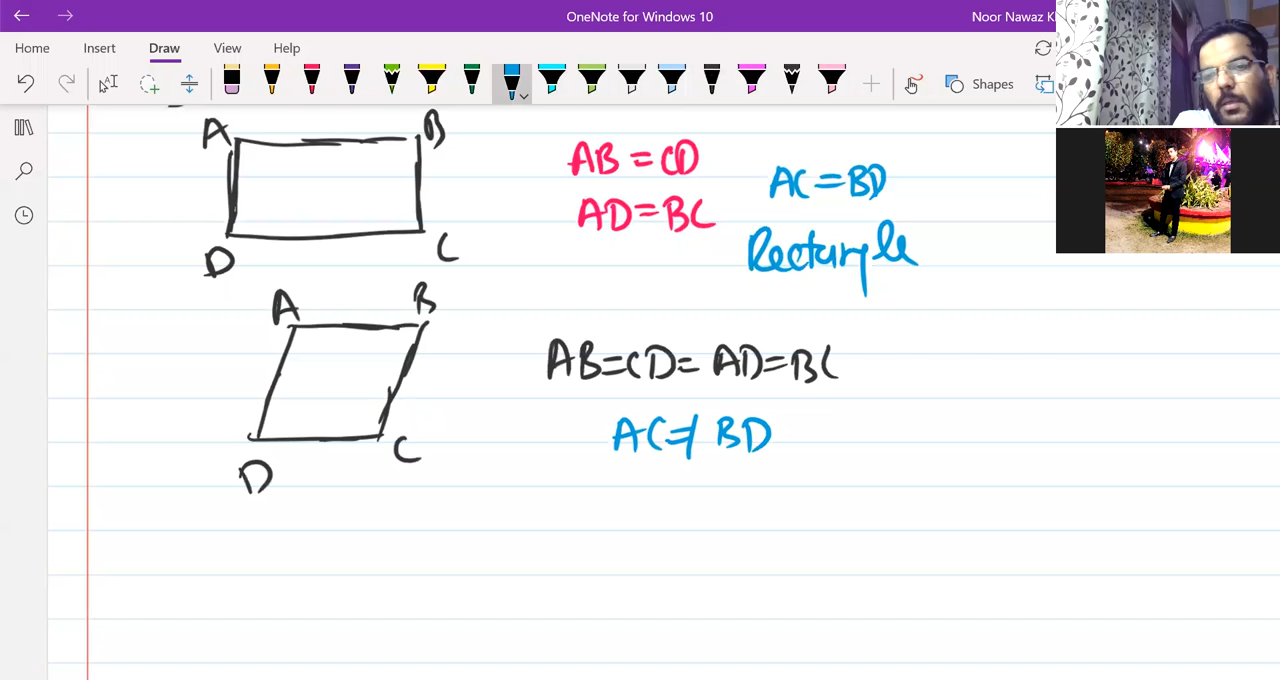 OneNote for Windows 10
Noor Nawaz K
Home Insert Draw View Help
Shapes
A B
D C
AB = CD
AD = BC
AC = BD
Rectangle
A B
D C
AB = CD = AD = BC
AC ≠ BD